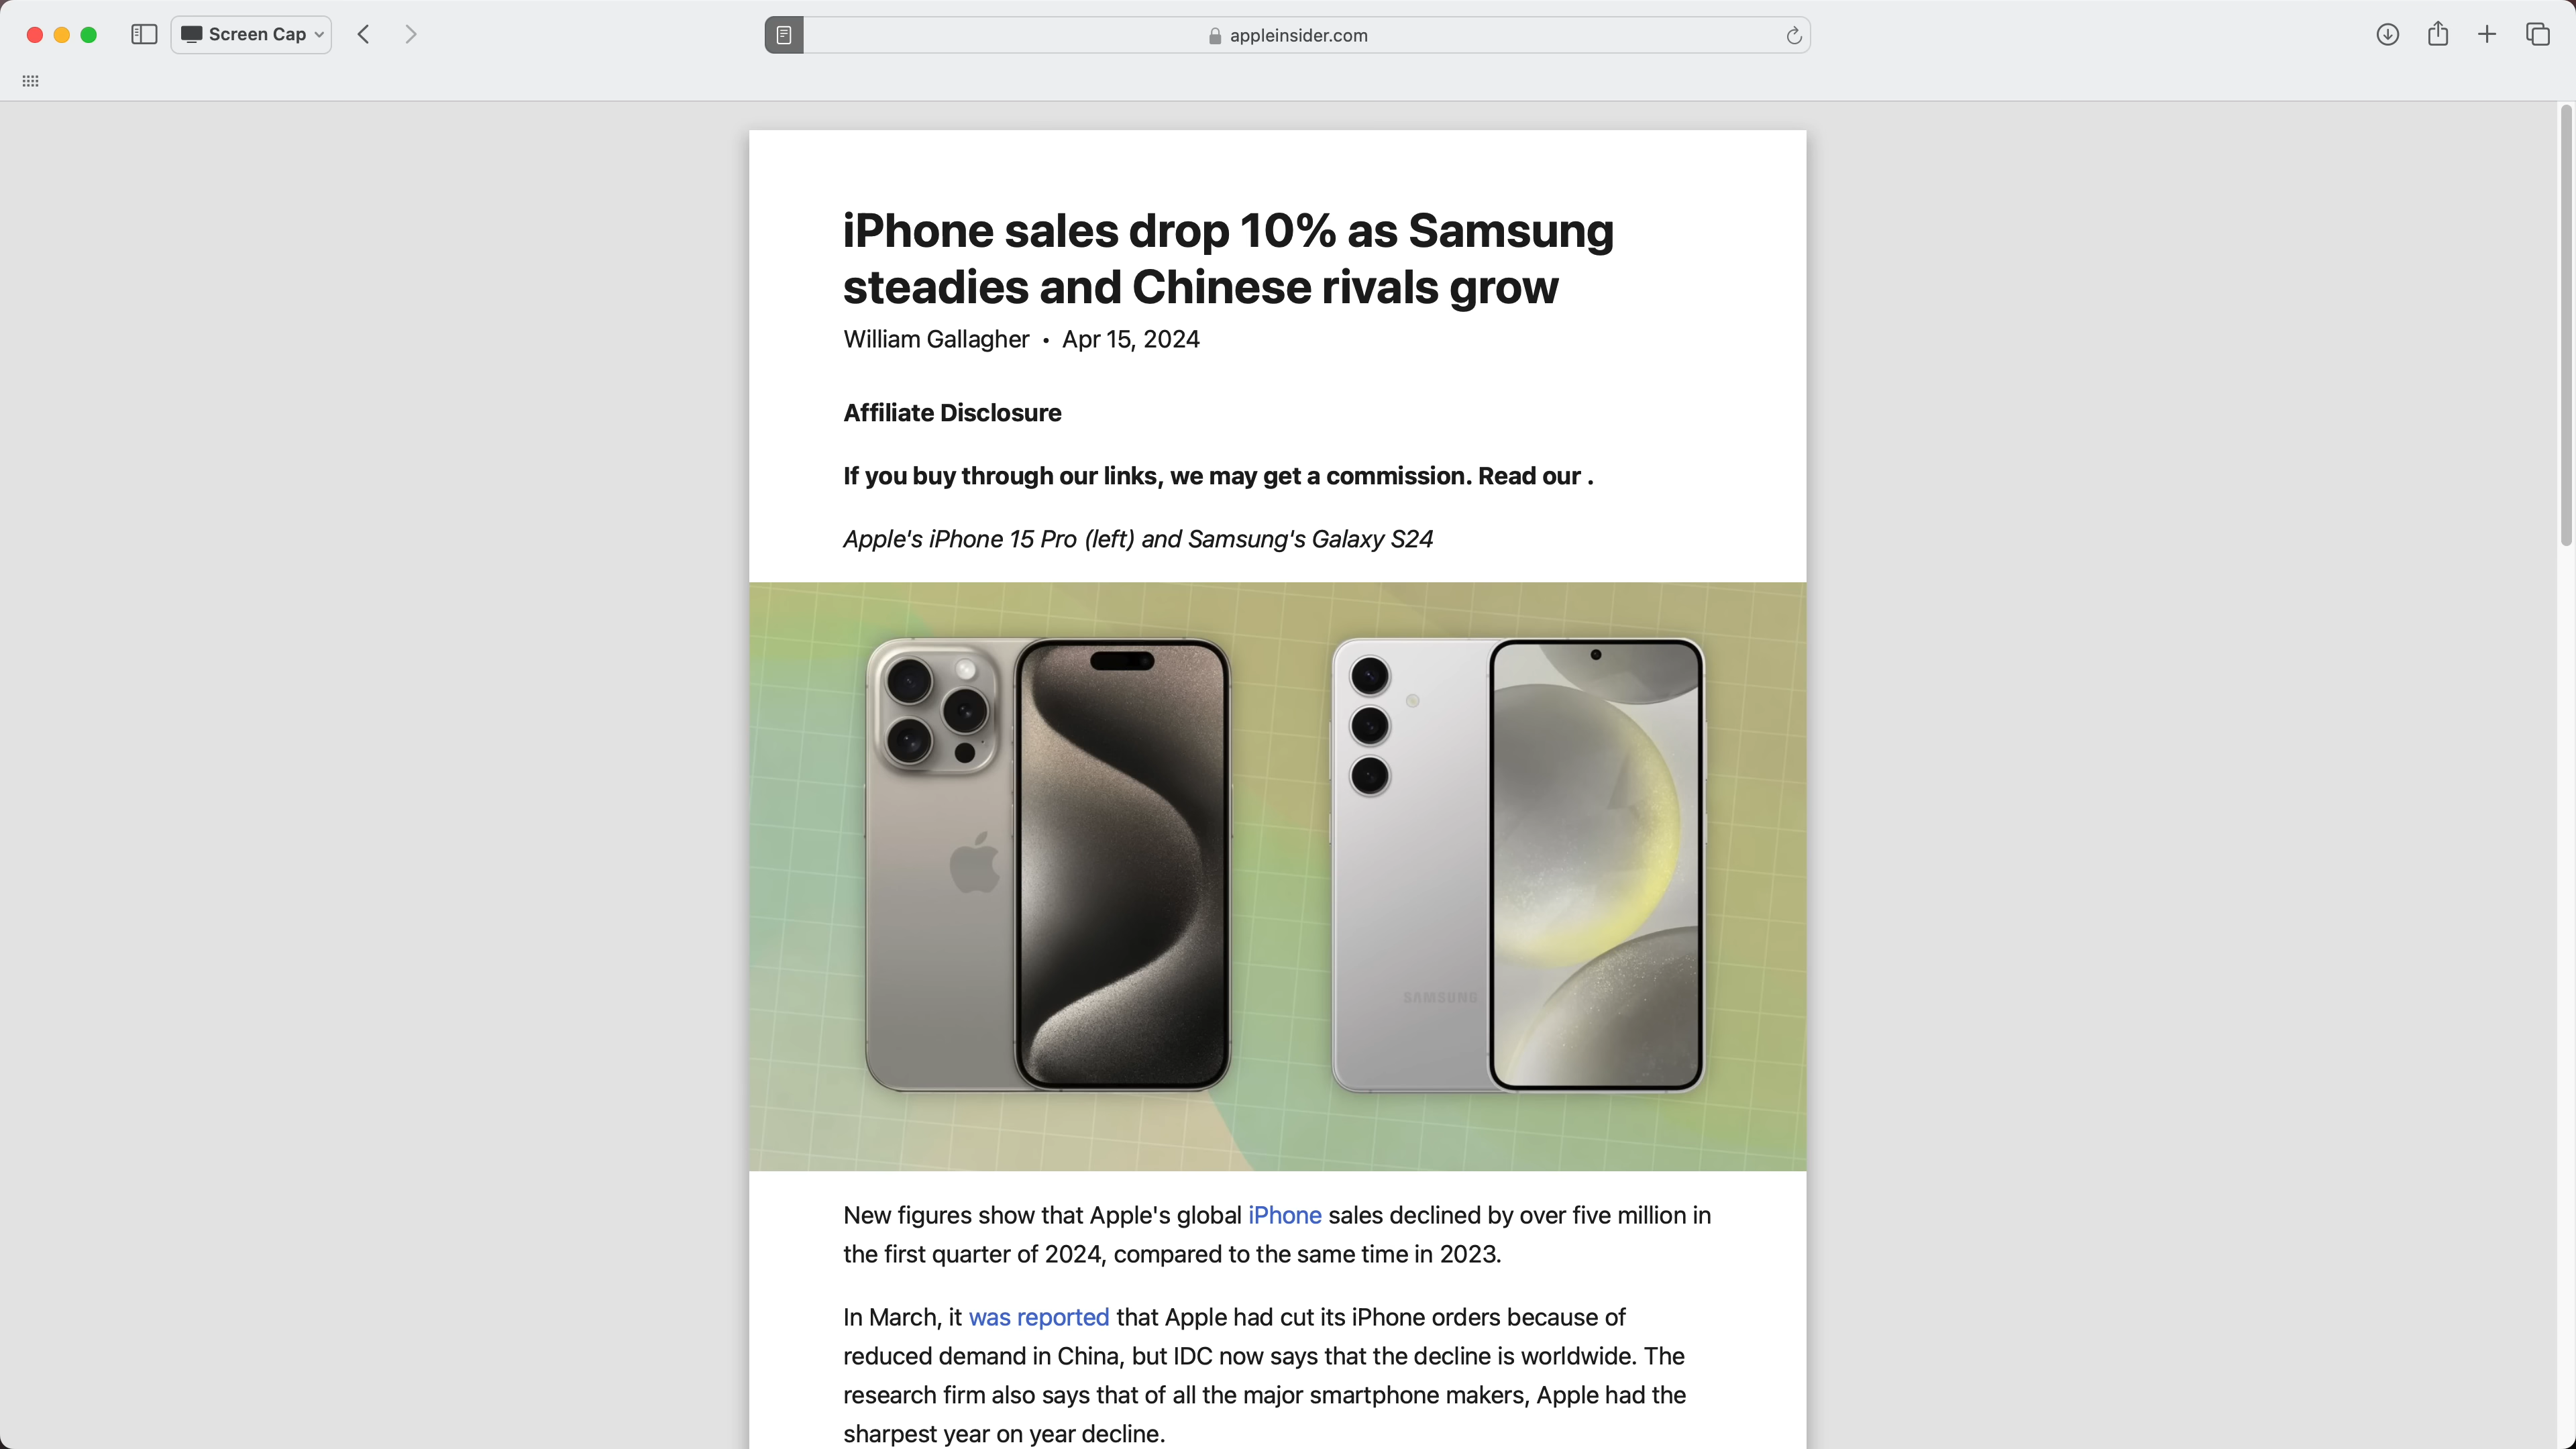 Screen Cap
appleinsider.com
iPhone sales drop 10% as Samsung
steadies and Chinese rivals grow
William Gallagher • Apr 15, 2024
Affiliate Disclosure
If you buy through our links, we may get a commission. Read our .
Apple's iPhone 15 Pro (left) and Samsung's Galaxy S24
SAMSUNG
New figures show that Apple's global iPhone sales declined by over five million in
the first quarter of 2024, compared to the same time in 2023.
In March, it was reported that Apple had cut its iPhone orders because of
reduced demand in China, but IDC now says that the decline is worldwide. The
research firm also says that of all the major smartphone makers, Apple had the
sharpest year on year decline.